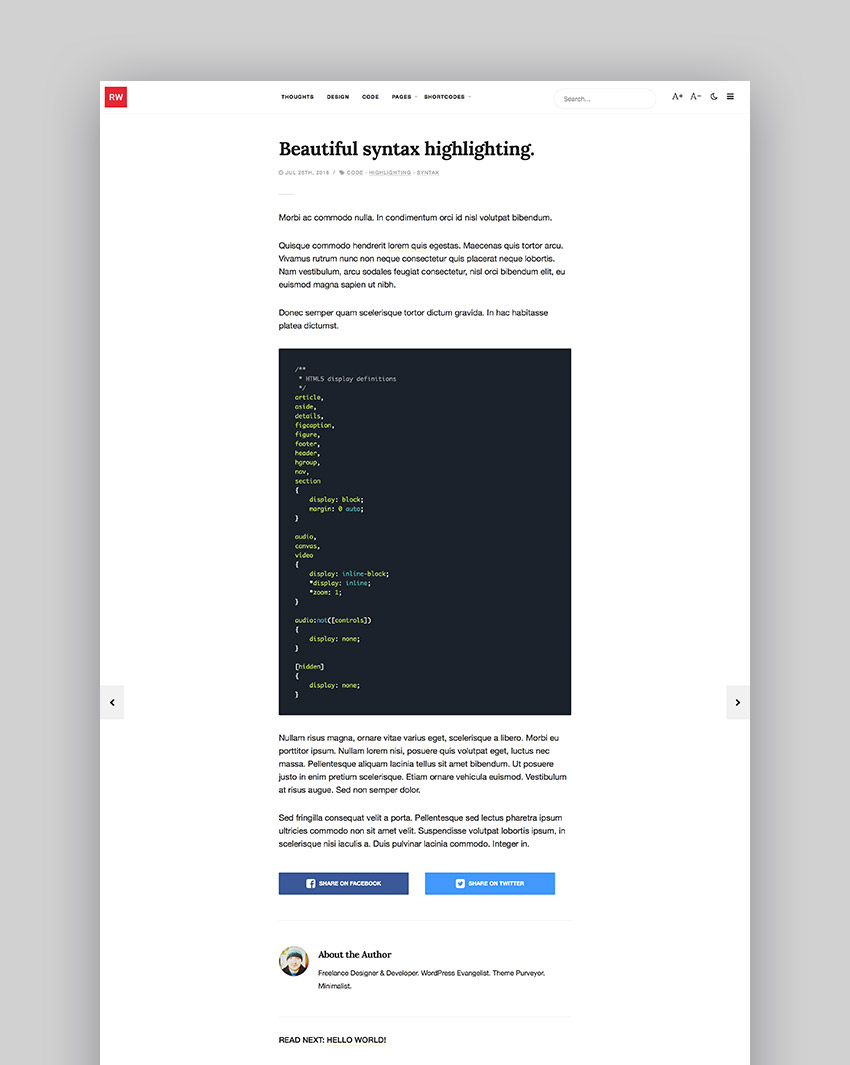 RW
THOUGHTS DESIGN CODE PAGES SHORTCODES Search... A+ A-
Beautiful syntax highlighting.
JUL 25TH, 2016 / CODE - HIGHLIGHTING - SYNTAX
Morbi ac commodo nulla. In condimentum orci id nisl volutpat bibendum.
Quisque commodo hendrerit lorem quis egestas. Maecenas quis tortor arcu.
Vivamus rutrum nunc non neque consectetur quis placerat neque lobortis.
Nam vestibulum, arcu sodales feugiat consectetur, nisl orci bibendum elit, eu
euismod magna sapien ut nibh.
Donec semper quam scelerisque tortor dictum gravida. In hac habitasse
platea dictumst.
/**
* HTML5 display definitions
*/
article,
aside,
details,
figcaption,
figure,
footer,
header,
hgroup,
nav,
section
{
display: block;
margin: 0 auto;
}
audio,
canvas,
video
{
display: inline-block;
*display: inline;
*zoom: 1;
}
audio:not([controls])
{
display: none;
}
[hidden]
{
display: none;
}
Nullam risus magna, ornare vitae varius eget, scelerisque a libero. Morbi eu
porttitor ipsum. Nullam lorem nisi, posuere quis volutpat eget, luctus nec
massa. Pellentesque aliquam lacinia tellus sit amet bibendum. Ut posuere
justo in enim pretium scelerisque. Etiam ornare vehicula euismod. Vestibulum
at risus augue. Sed non semper dolor.
Sed fringilla consequat velit a porta. Pellentesque sed lectus pharetra ipsum
ultricies commodo non sit amet velit. Suspendisse volutpat lobortis ipsum, in
scelerisque nisi iaculis a. Duis pulvinar lacinia commodo. Integer in.
SHARE ON FACEBOOK SHARE ON TWITTER
About the Author
Freelance Designer & Developer. WordPress Evangelist. Theme Purveyor.
Minimalist.
READ NEXT: HELLO WORLD!